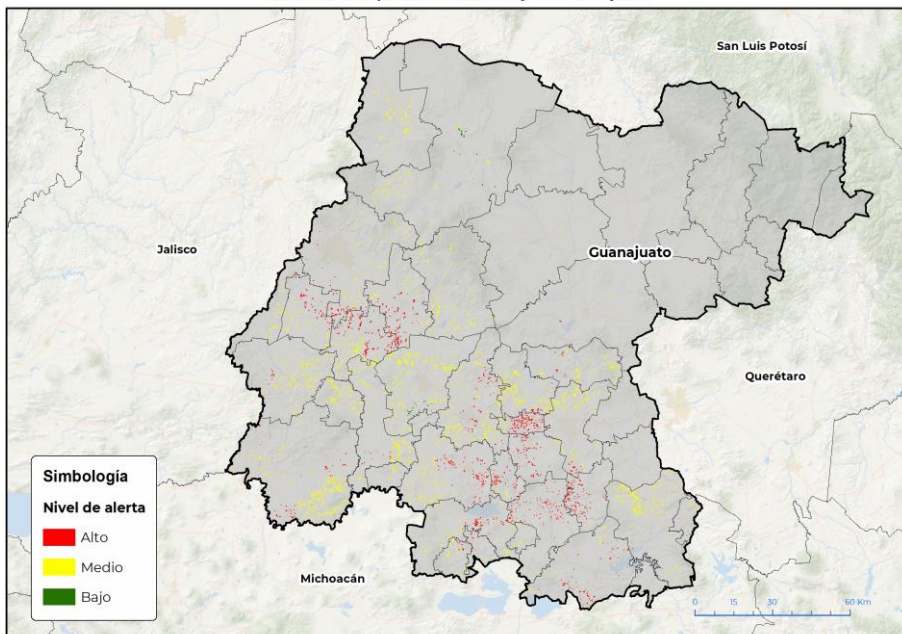 San Luis Potosí
Jalisco
Guanajuato
Querétaro
Simbología
Nivel de alerta
Alto
Medio
Bajo
Michoacán
0 15 30 60 Km